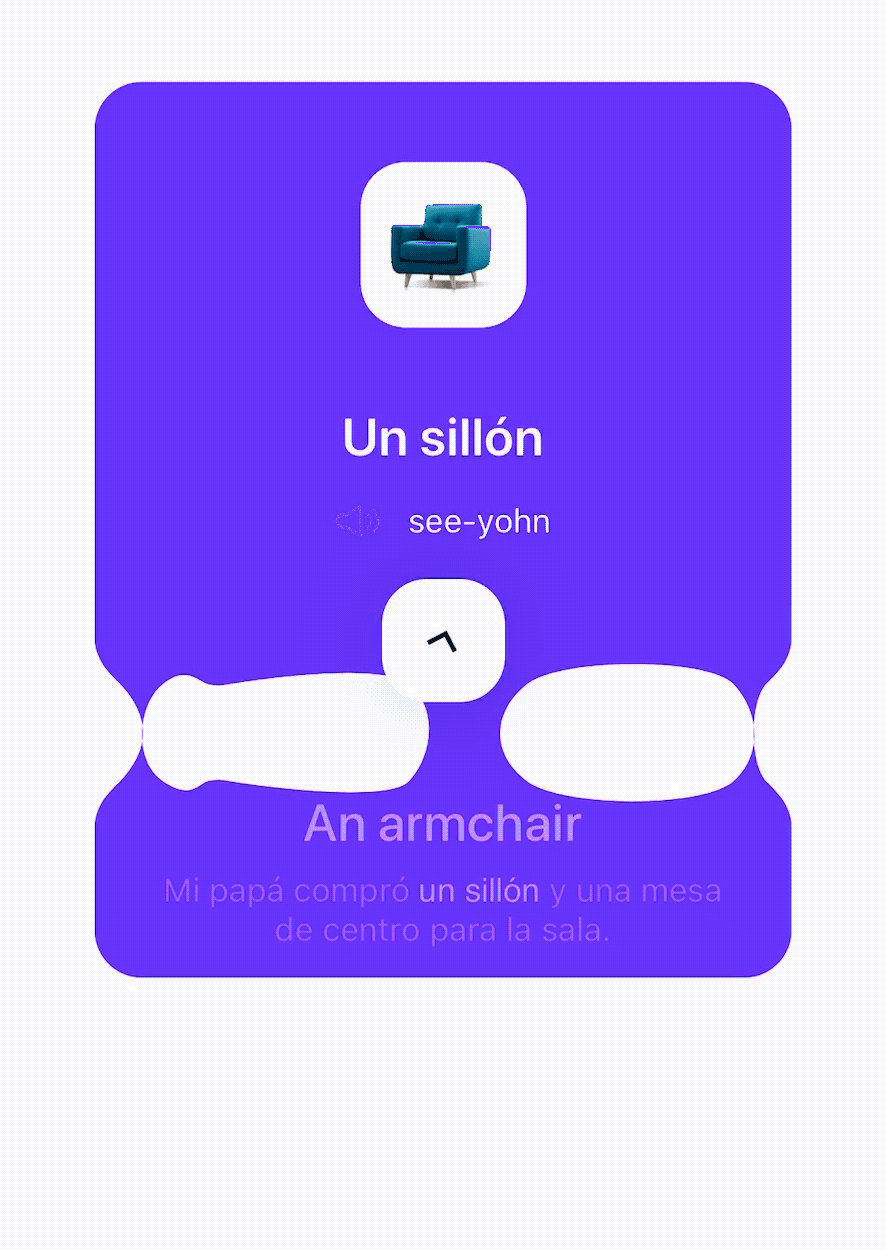 Un sillón
see-yohn
An armchair
Mi papá compró un sillón y una mesa
de centro para la sala.